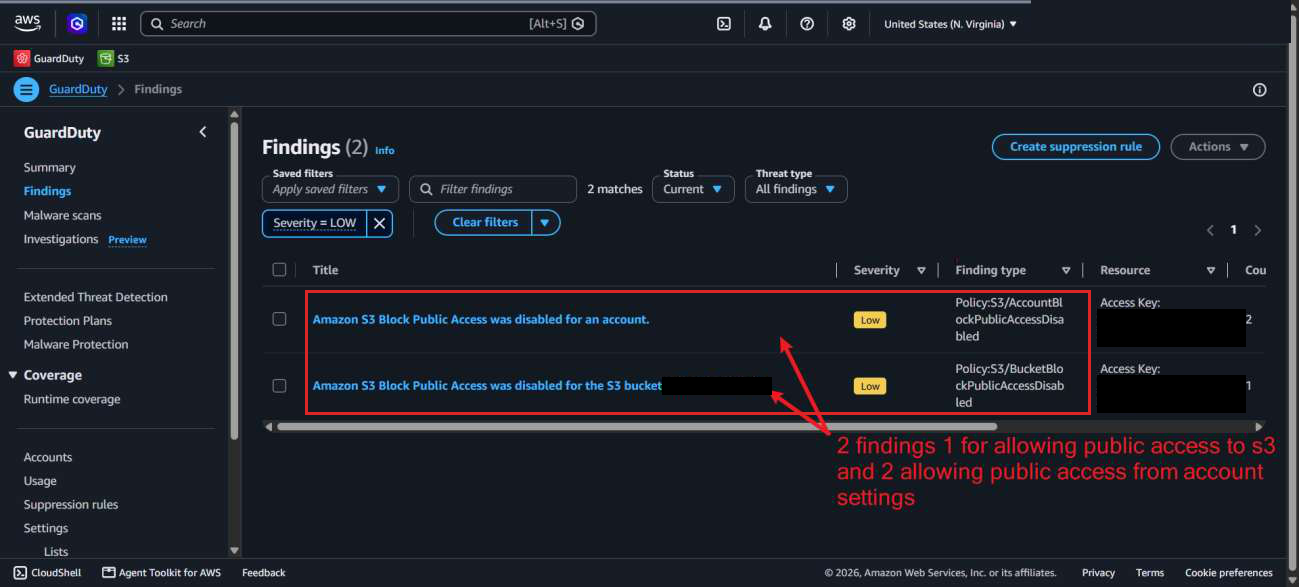 aws
Search
[Alt+S]
United States (N. Virginia)
GuardDuty
S3
GuardDuty > Findings
GuardDuty
Summary
Findings
Malware scans
Investigations Preview
Extended Threat Detection
Protection Plans
Malware Protection
Coverage
Runtime coverage
Accounts
Usage
Suppression rules
Settings
Lists
Findings (2) Info
Create suppression rule
Actions
Saved filters
Apply saved filters
Filter findings
2 matches
Status
Current
Threat type
All findings
Severity = LOW
Clear filters
1
Title
Severity
Finding type
Resource
Cou
Amazon S3 Block Public Access was disabled for an account.
Low
Policy:S3/AccountBl
ockPublicAccessDisa
bled
Access Key:
2
Amazon S3 Block Public Access was disabled for the S3 bucket
Low
Policy:S3/BucketBlo
ckPublicAccessDisab
led
Access Key:
1
2 findings 1 for allowing public access to s3
and 2 allowing public access from account
settings
CloudShell
Agent Toolkit for AWS
Feedback
© 2026, Amazon Web Services, Inc. or its affiliates.
Privacy
Terms
Cookie preferences